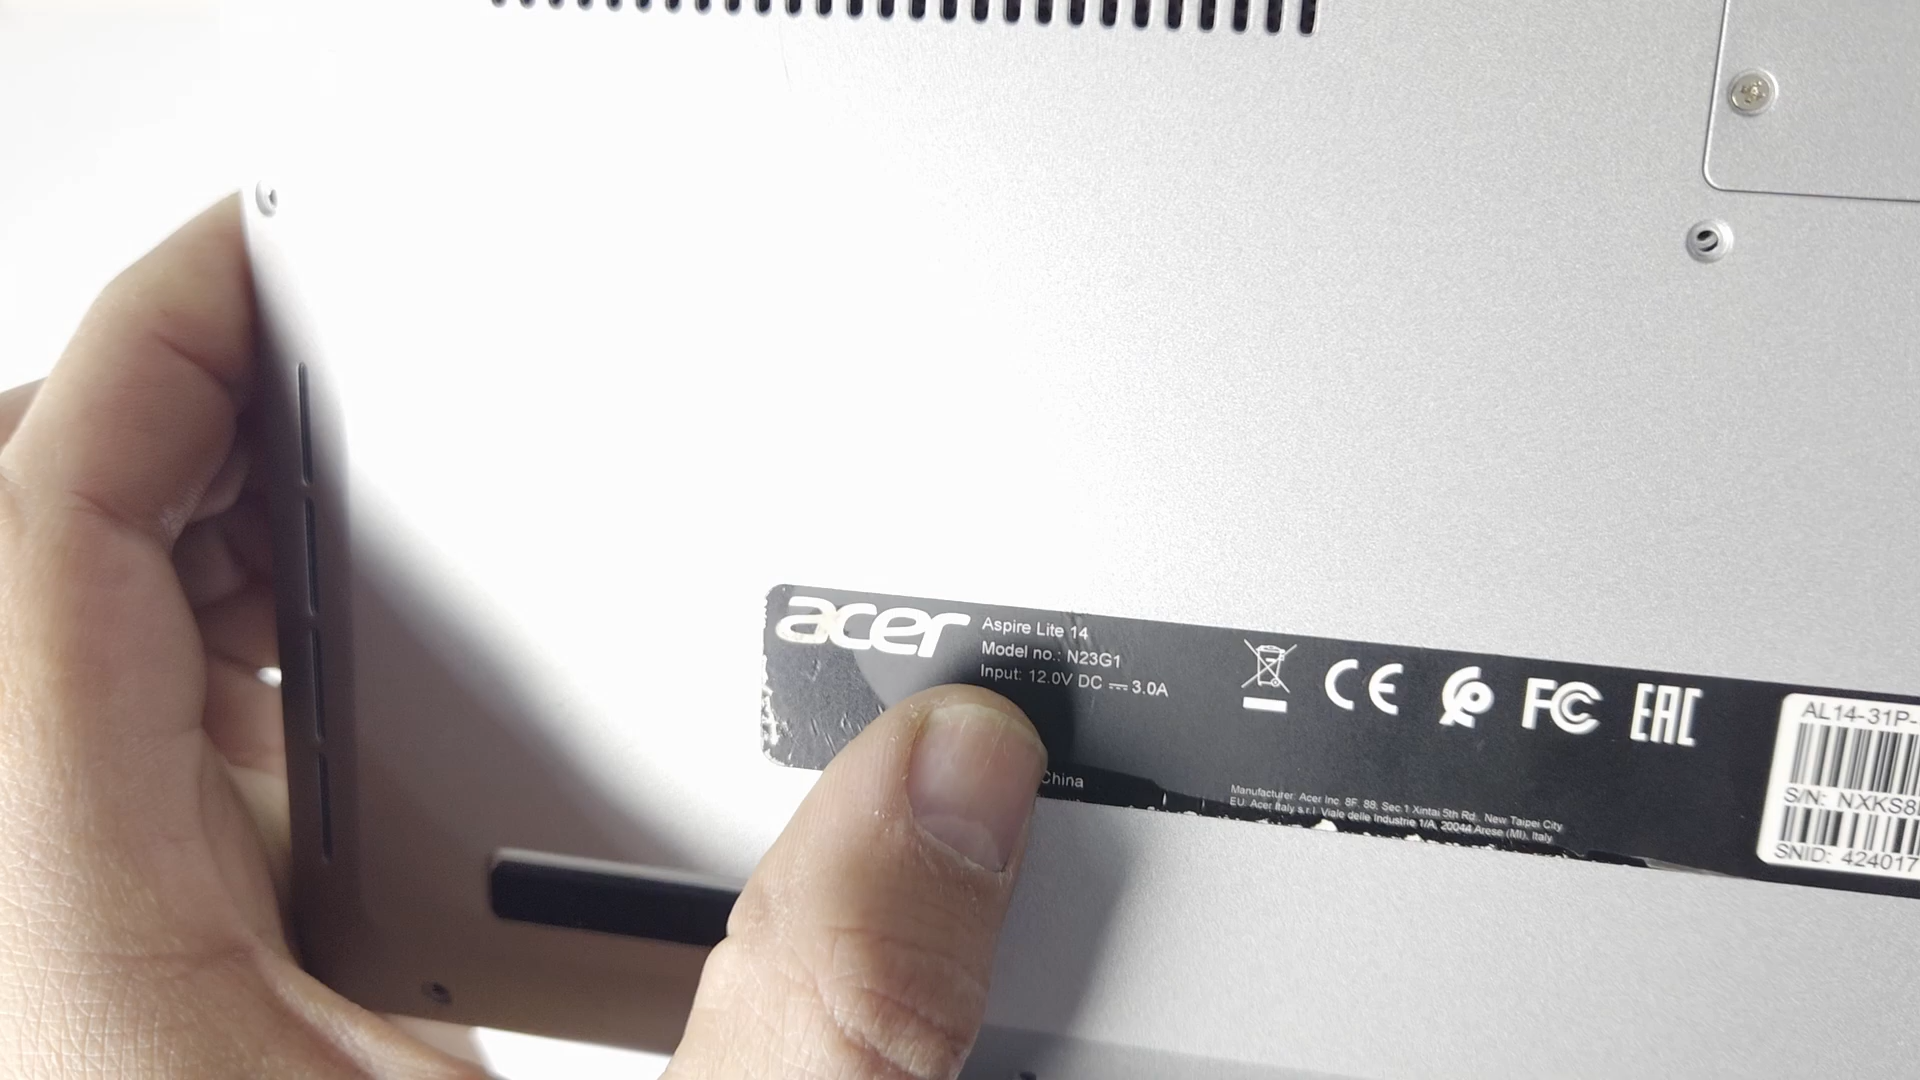 acer
Aspire Lite 14
Model no.: N23G1
Input: 12.0V DC ⎓ 3.0A
China
CE
FC
EAC
Manufacturer: Acer Inc. 8F, 88, Sec.1 Xintai 5th Rd., New Taipei City
EU: Acer Italy s.r.l. Viale delle Industrie 1/A, 20044 Arese (MI), Italy
AL14-31P-
S/N: NXKS8
SNID: 424017